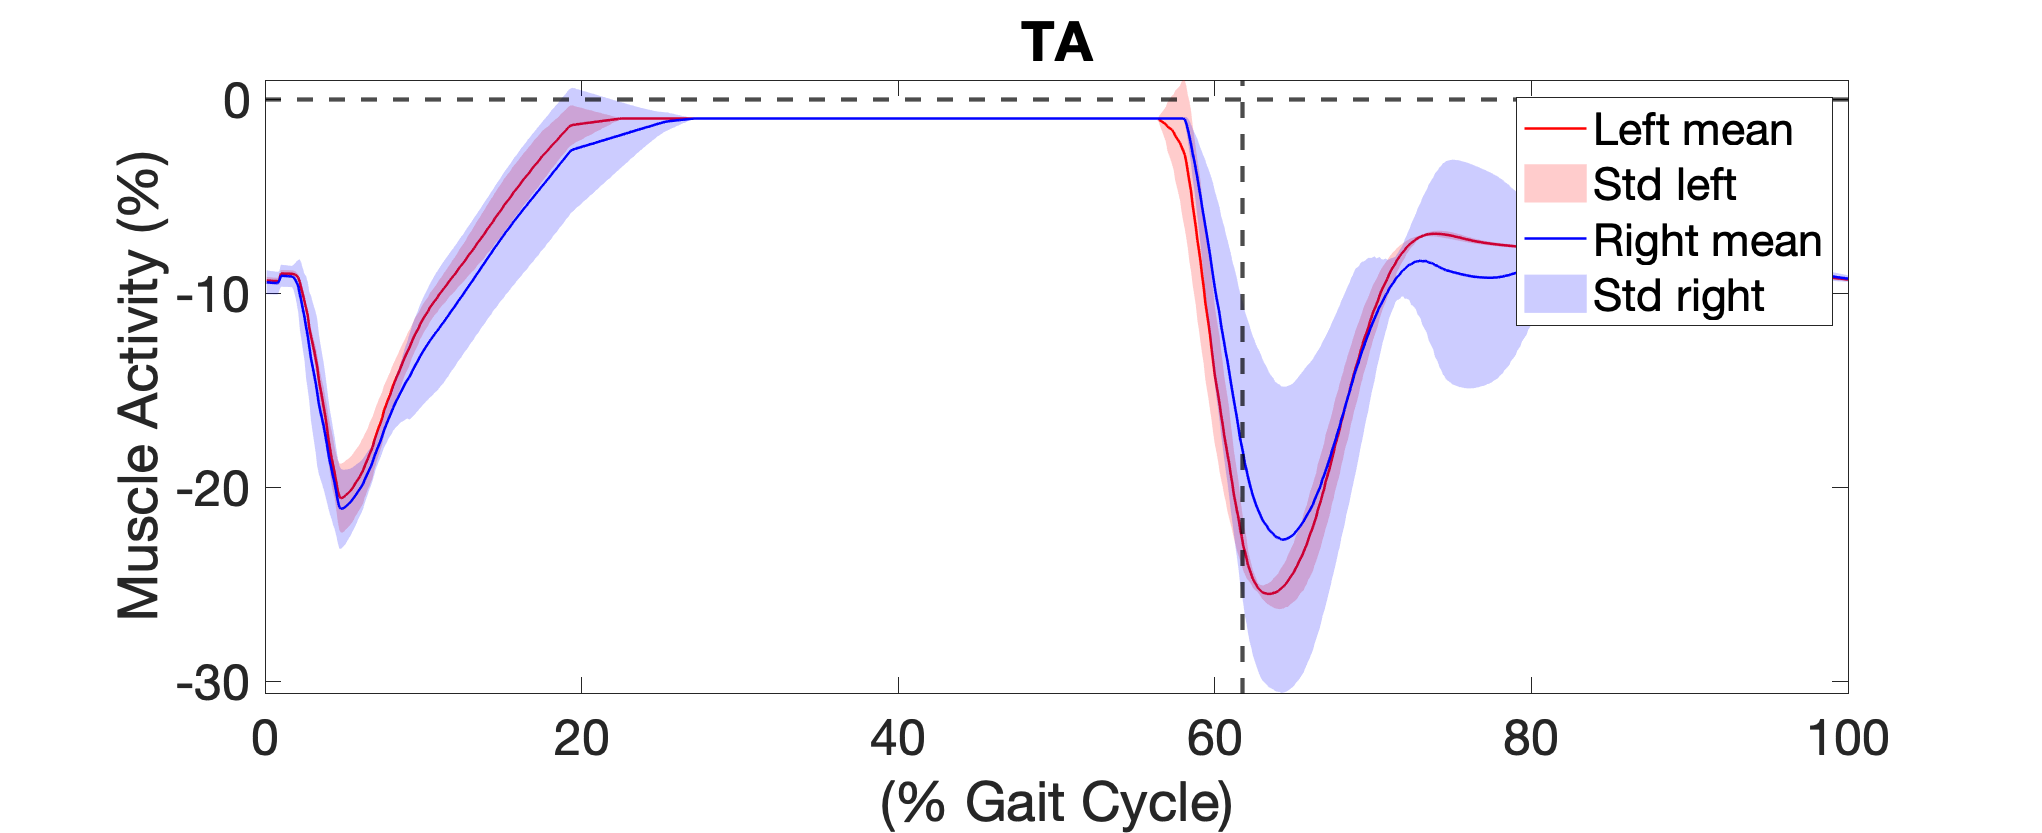 TA
Muscle Activity (%)
0
-10
-20
-30
Left mean
Std left
Right mean
Std right
0 20 40 60 80 100
(% Gait Cycle)